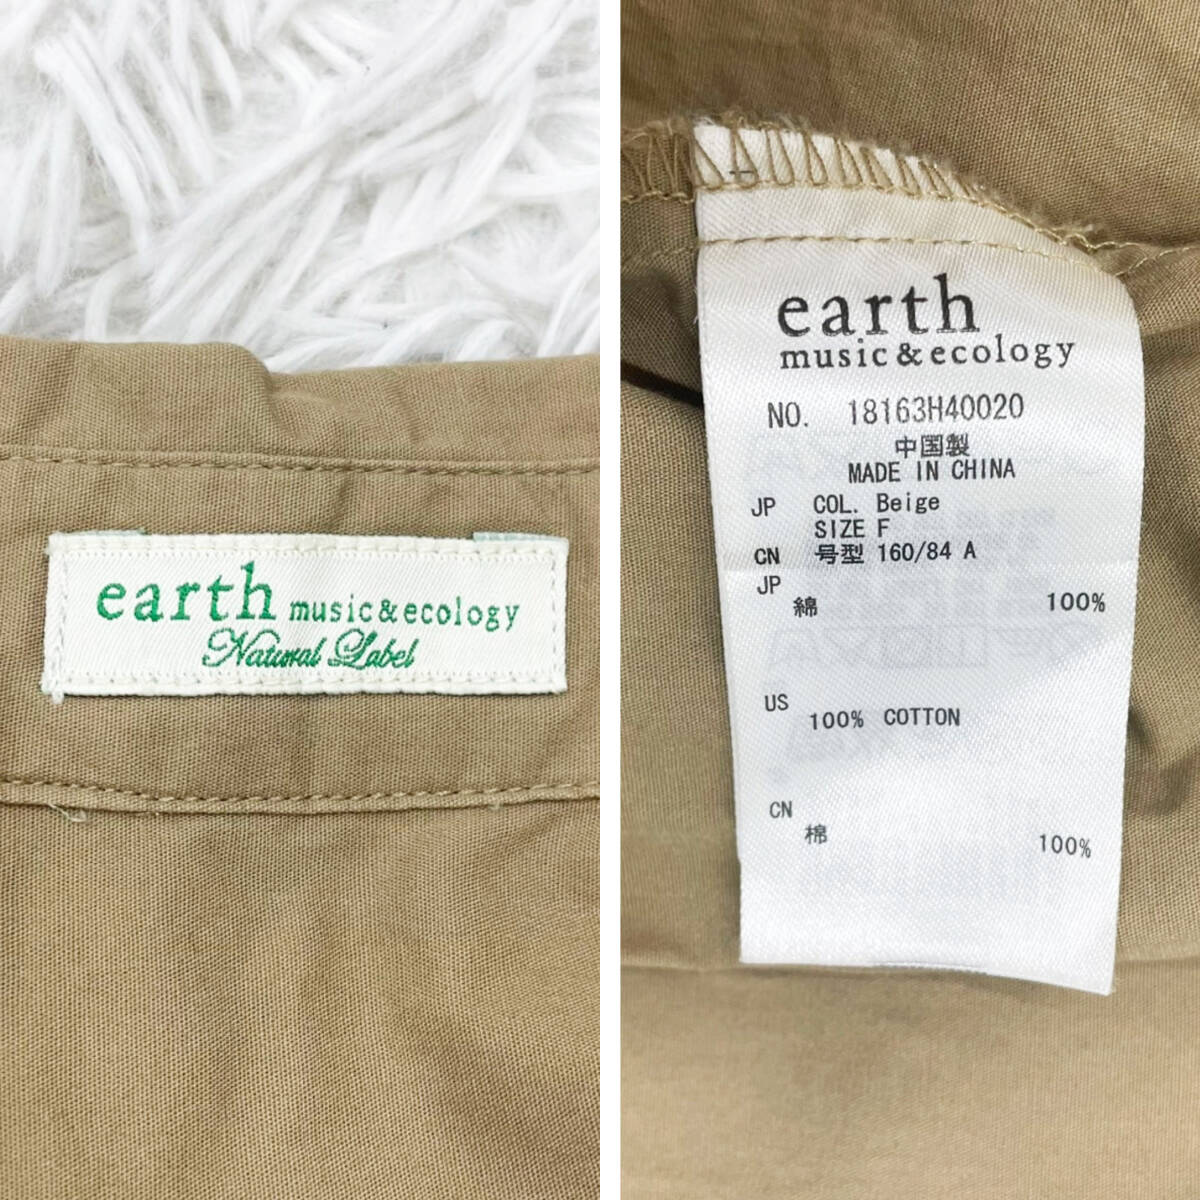 earth music&ecology
Natural Label
earth
music&ecology
NO. 18163H40020
中国製
MADE IN CHINA
JP COL. Beige
SIZE F
CN 号型 160/84 A
JP
綿 100%
US
100% COTTON
CN
棉 100%